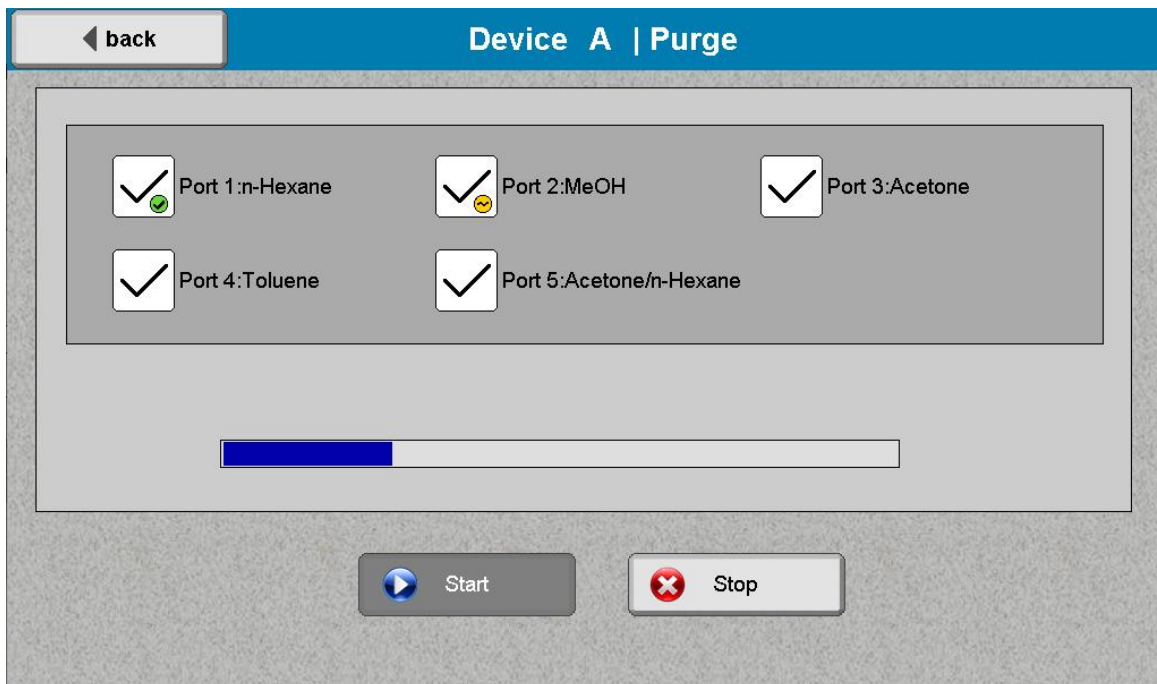 back
Device A | Purge
Port 1:n-Hexane
Port 2:MeOH
Port 3:Acetone
Port 4:Toluene
Port 5:Acetone/n-Hexane
Start
Stop